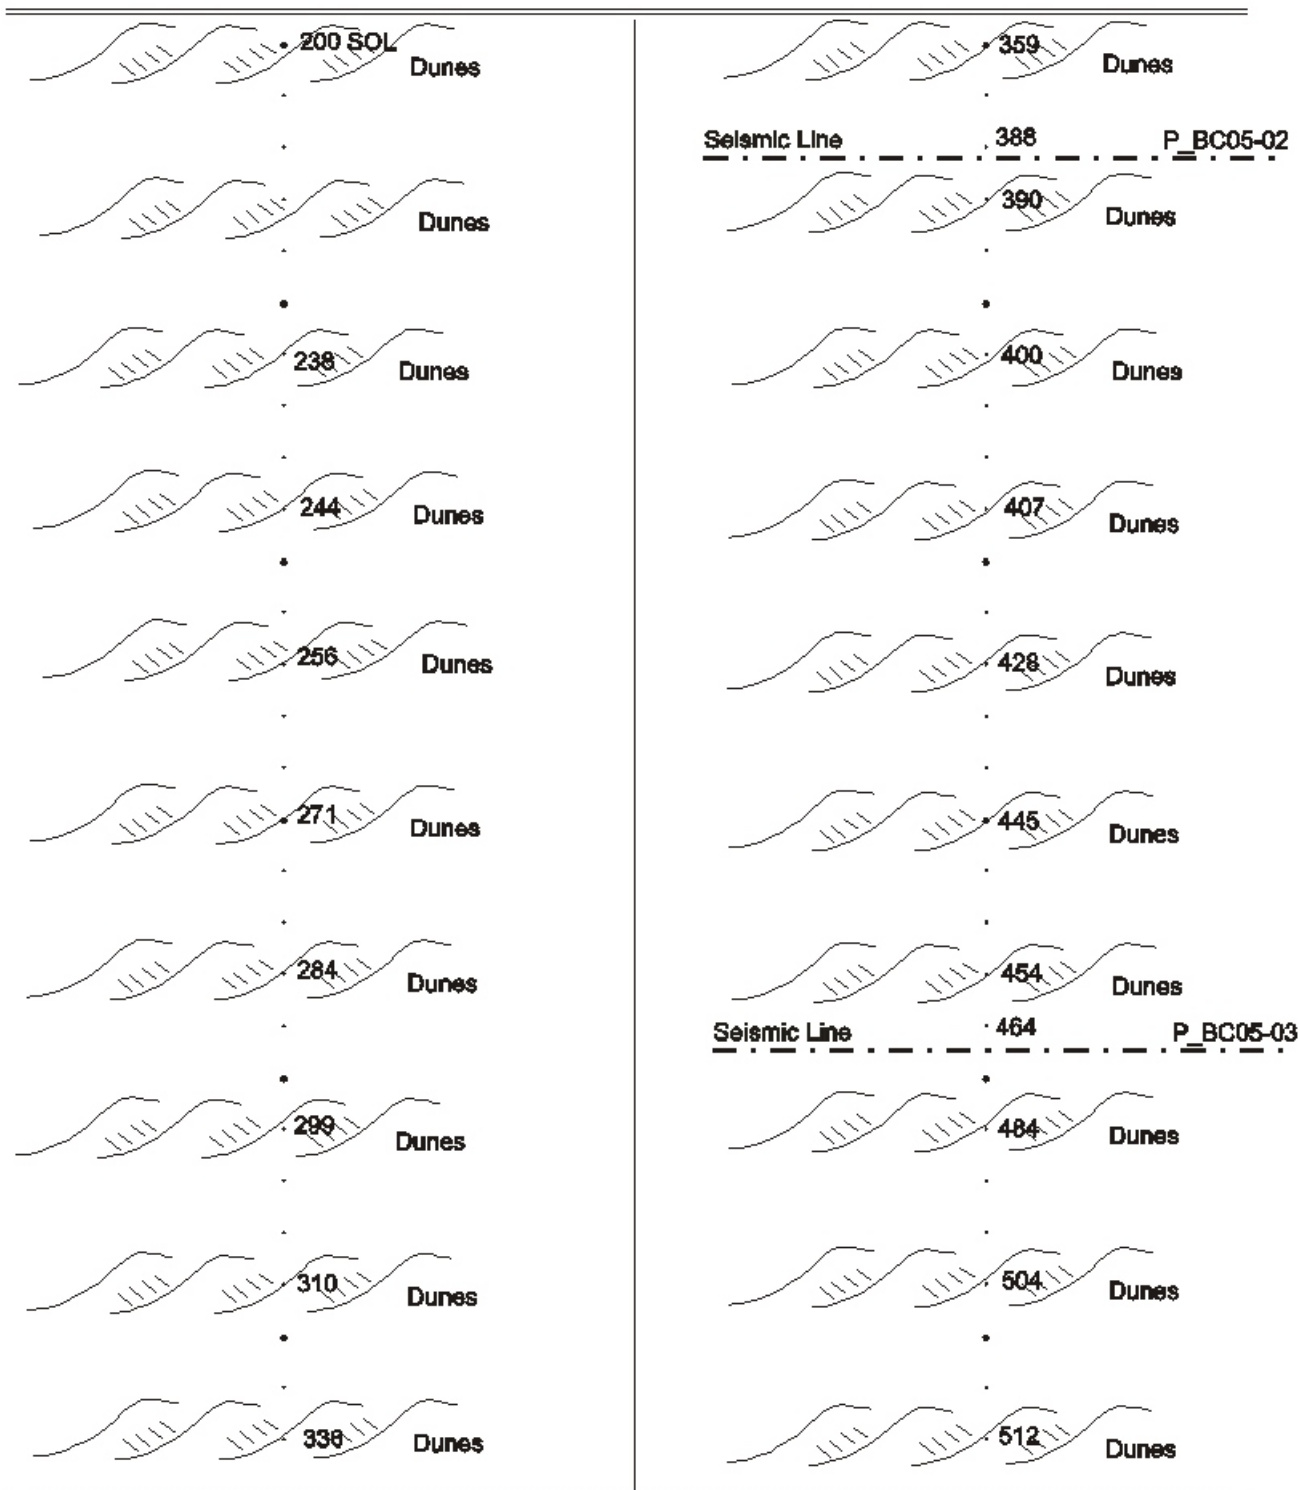 200 SOL Dunes
Dunes
238 Dunes
244 Dunes
256 Dunes
271 Dunes
284 Dunes
299 Dunes
310 Dunes
336 Dunes
359 Dunes
Seismic Line 388 P_BC05-02
390 Dunes
400 Dunes
407 Dunes
428 Dunes
445 Dunes
454 Dunes
Seismic Line 464 P_BC05-03
484 Dunes
504 Dunes
512 Dunes